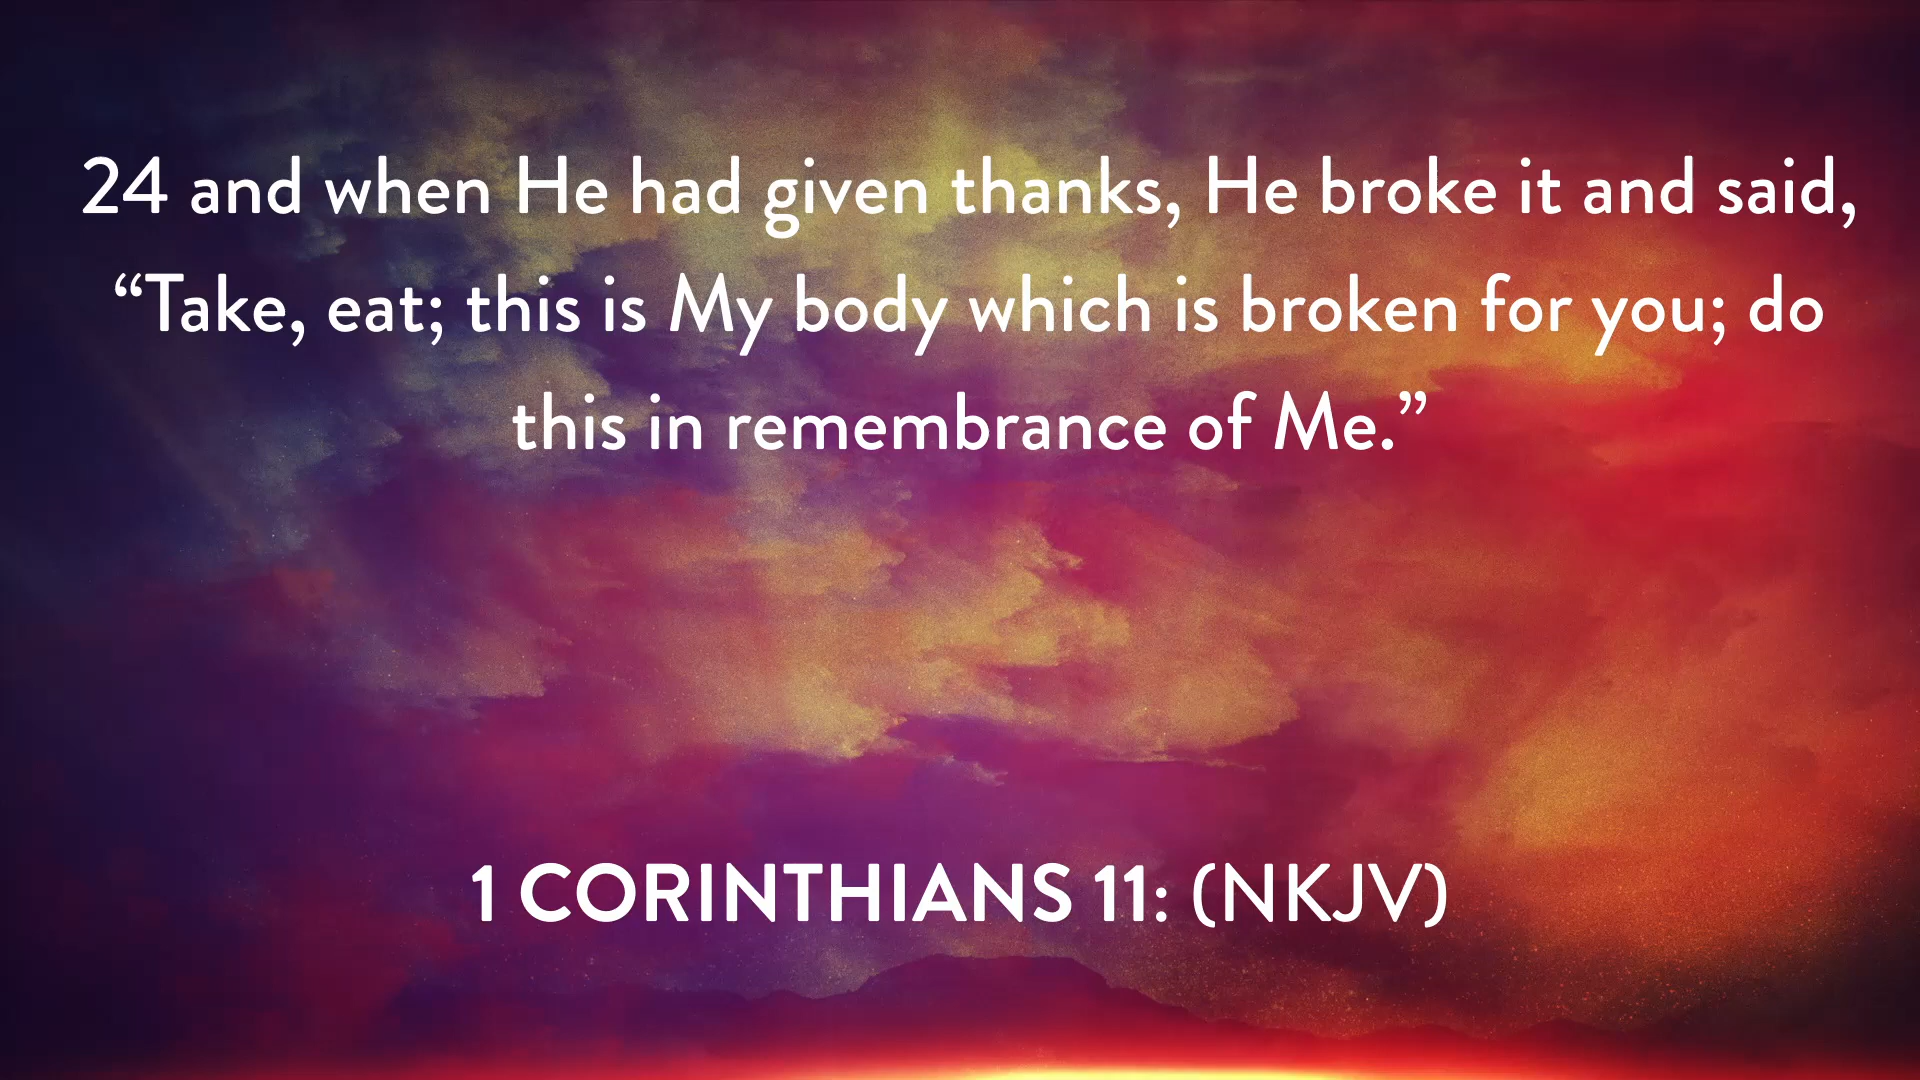 24 and when He had given thanks, He broke it and said,
“Take, eat; this is My body which is broken for you; do
this in remembrance of Me.”
1 CORINTHIANS 11: (NKJV)